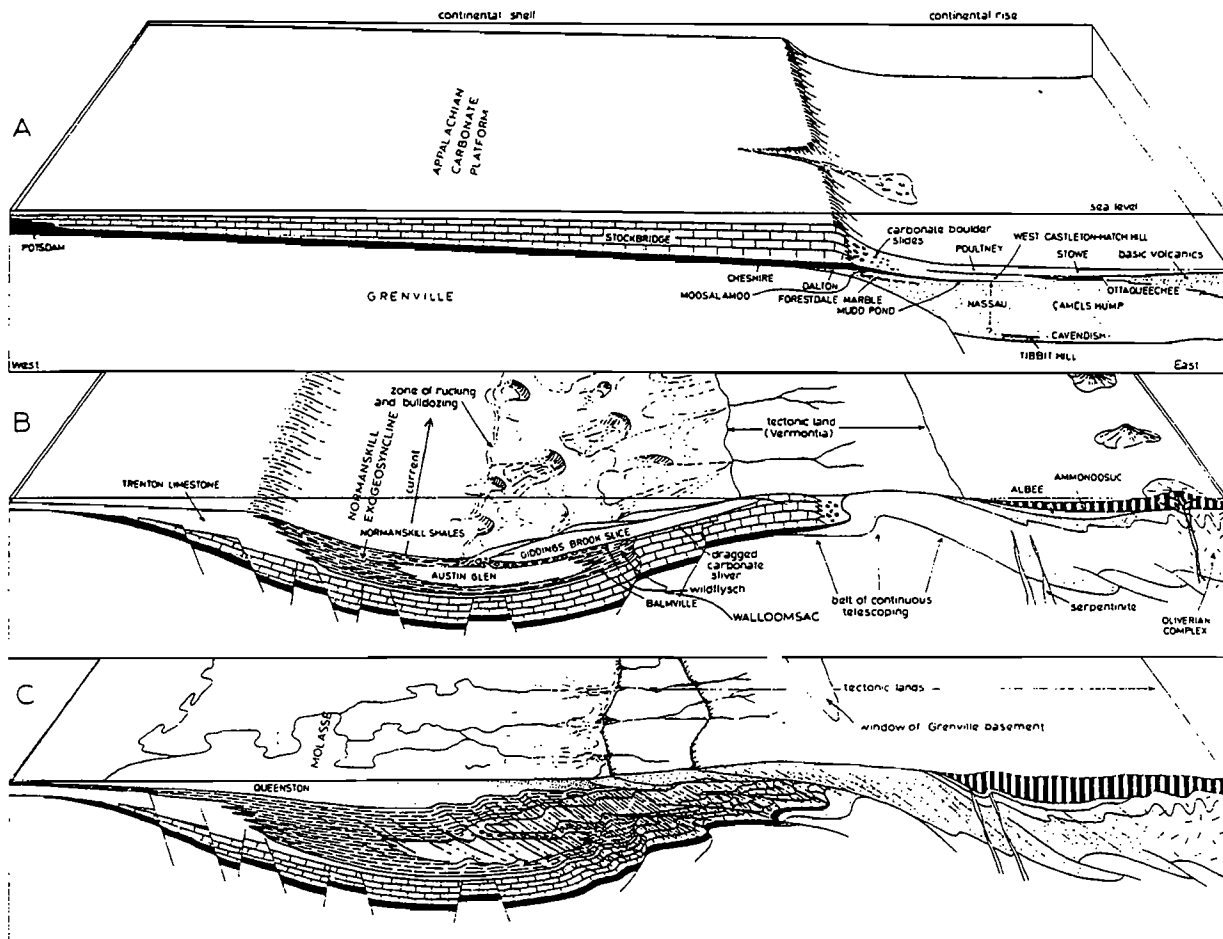 continental shelf
continental rise
A
APPALACHIAN
CARBONATE
PLATFORM
sea level
POTSDAM
STOCKBRIDGE
carbonate boulder
slides
POULTNEY
WEST CASTLETON-HATCH HILL
STOWE
basic volcanics
CHESHIRE
DALTON
OTTAUQUECHEE
GRENVILLE
MOOSALAMOO
FORESTDALE MARBLE
MUDD POND
NASSAU
CAMELS HUMP
CAVENDISH
TIBBIT HILL
West
East
B
zone of rucking
and bulldozing
tectonic land
(Vermontia)
NORMANSKILL
EXOGEOSYNCLINE
current
TRENTON LIMESTONE
NORMANSKILL SHALES
ALBEE
AMMONOOSUC
GIDDINGS BROOK SLICE
AUSTIN GLEN
dragged
carbonate
sliver
wildflysch
BALMVILLE
WALLOOMSAC
belt of continuous
telescoping
serpentinite
OLIVERIAN
COMPLEX
C
tectonic lands
window of Grenville basement
MOLASSE
QUEENSTON